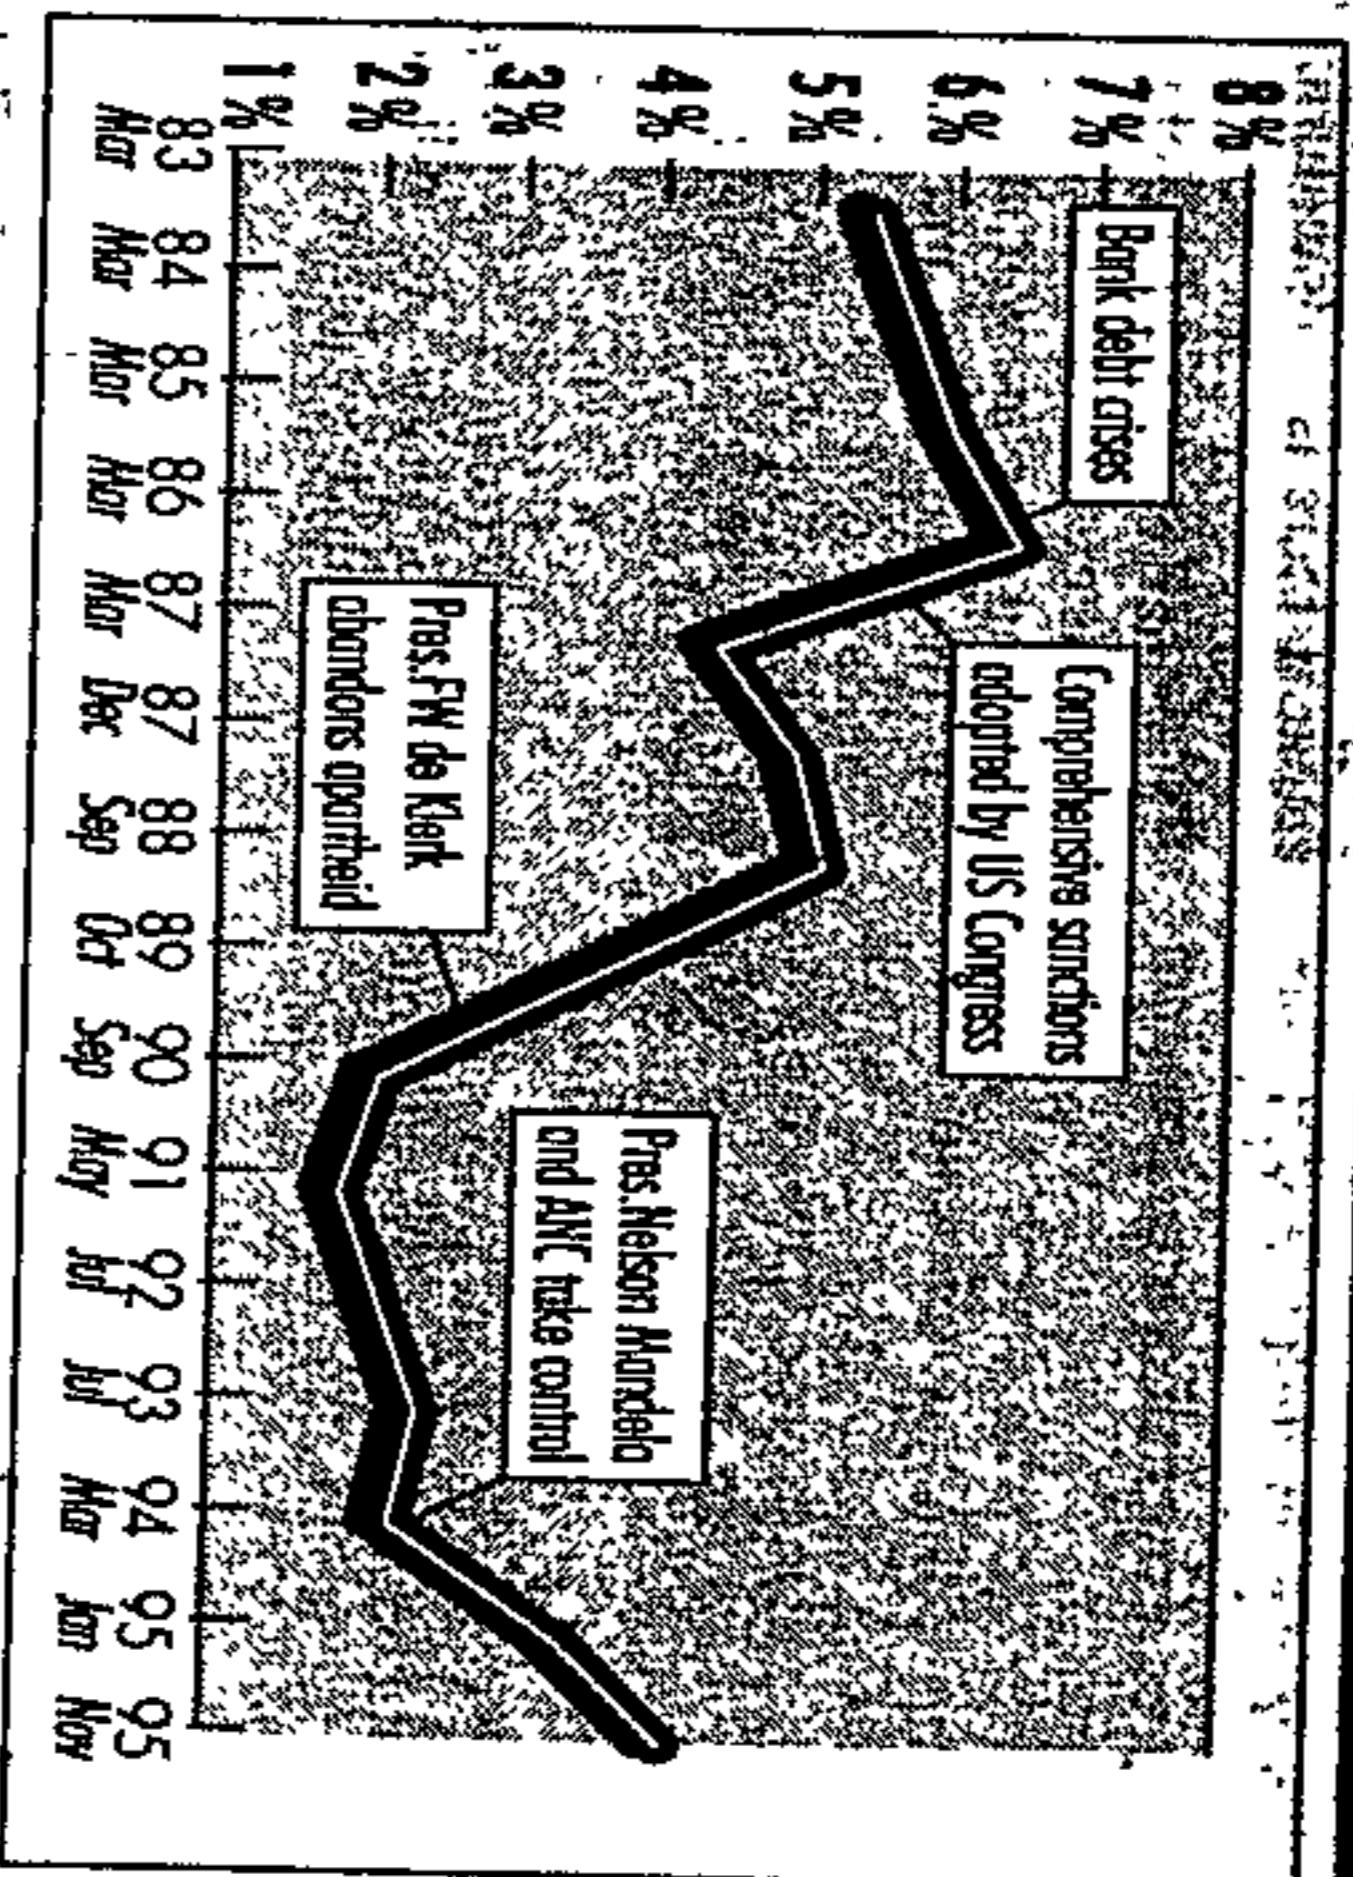 8%
7%
6%
5%
4%
3%
2%
1%
Bank debt crises
Comprehensive sanctions
adopted by US Congress
Pres.FW de Klerk
abandons apartheid
Pres.Nelson Mandela
and ANC take control
83 84 85 86 87 87 88 89 90 91 92 93 94 95 95
Mar Mar Mar Mar Mar Dec Sep Oct Sep May Jul Jul Mar Jan Nov